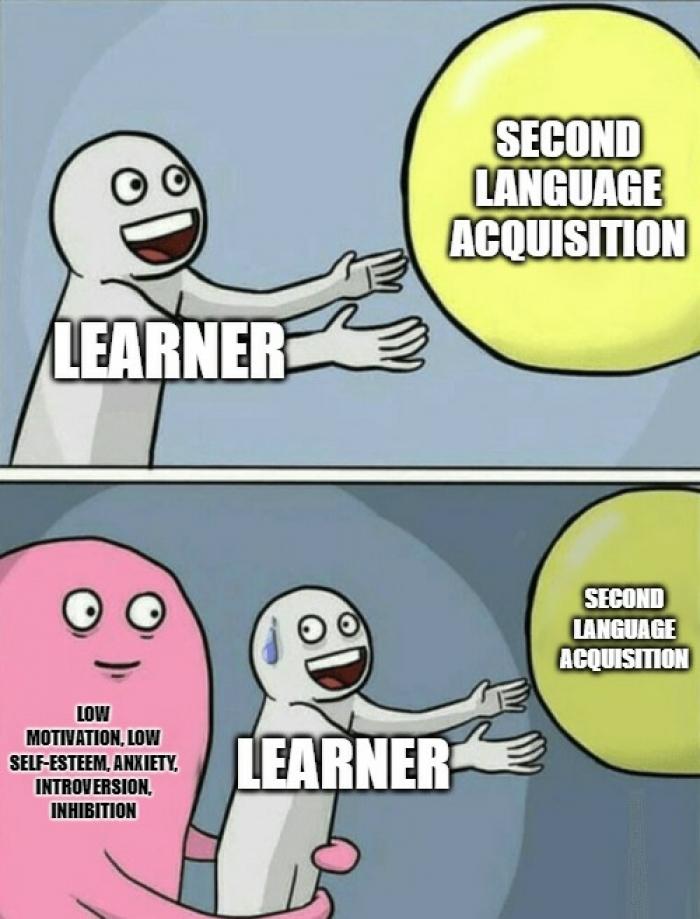 SECOND
LANGUAGE
ACQUISITION
LEARNER
SECOND
LANGUAGE
ACQUISITION
LOW
MOTIVATION, LOW
SELF-ESTEEM, ANXIETY,
INTROVERSION,
INHIBITION
LEARNER